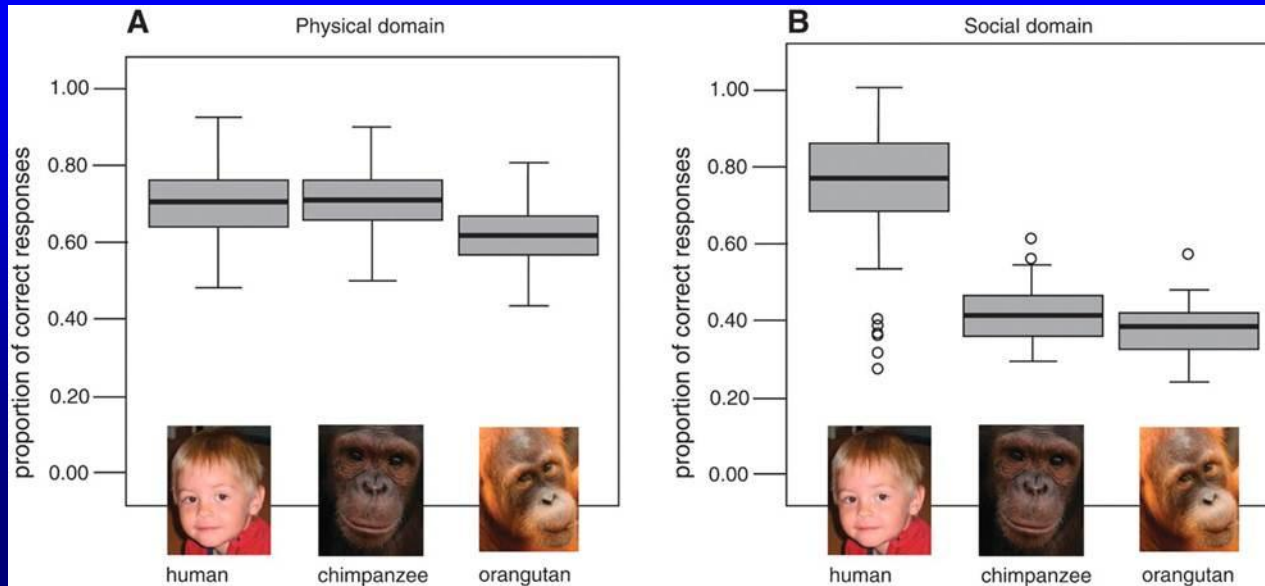 A
Physical domain
proportion of correct responses
1.00
0.80
0.60
0.40
0.20
0.00
human chimpanzee orangutan
B
Social domain
proportion of correct responses
1.00
0.80
0.60
0.40
0.20
0.00
human chimpanzee orangutan